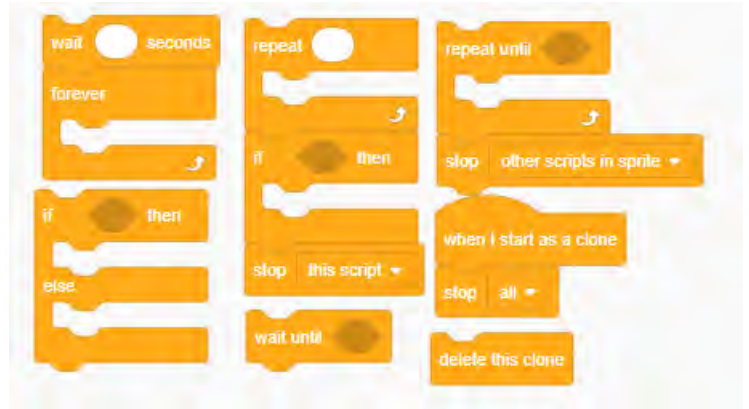 wait seconds
forever
if then
else
repeat
if then
stop this script
wait until
repeat until
stop other scripts in sprite
when I start as a clone
stop all
delete this clone